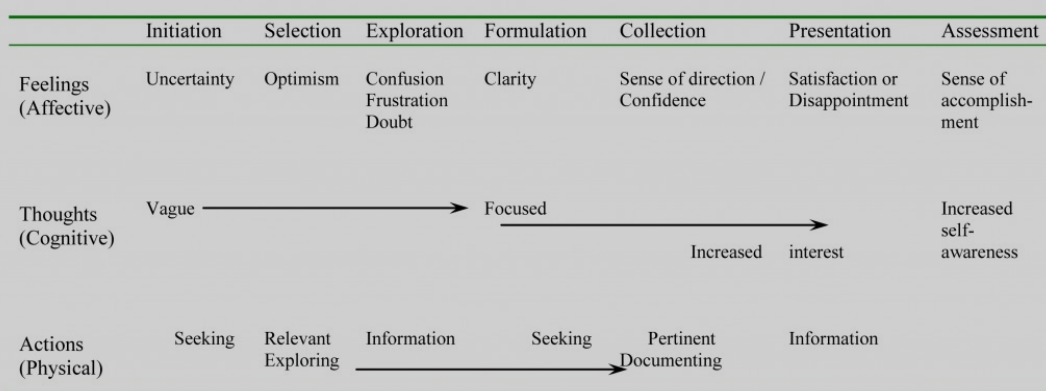 Initiation Selection Exploration Formulation Collection Presentation Assessment
Feelings (Affective) Uncertainty Optimism Confusion Frustration Doubt Clarity Sense of direction / Confidence Satisfaction or Disappointment Sense of accomplish-ment
Thoughts (Cognitive) Vague Focused Increased interest Increased self-awareness
Actions (Physical) Seeking Relevant Information Seeking Pertinent Information
Exploring Documenting